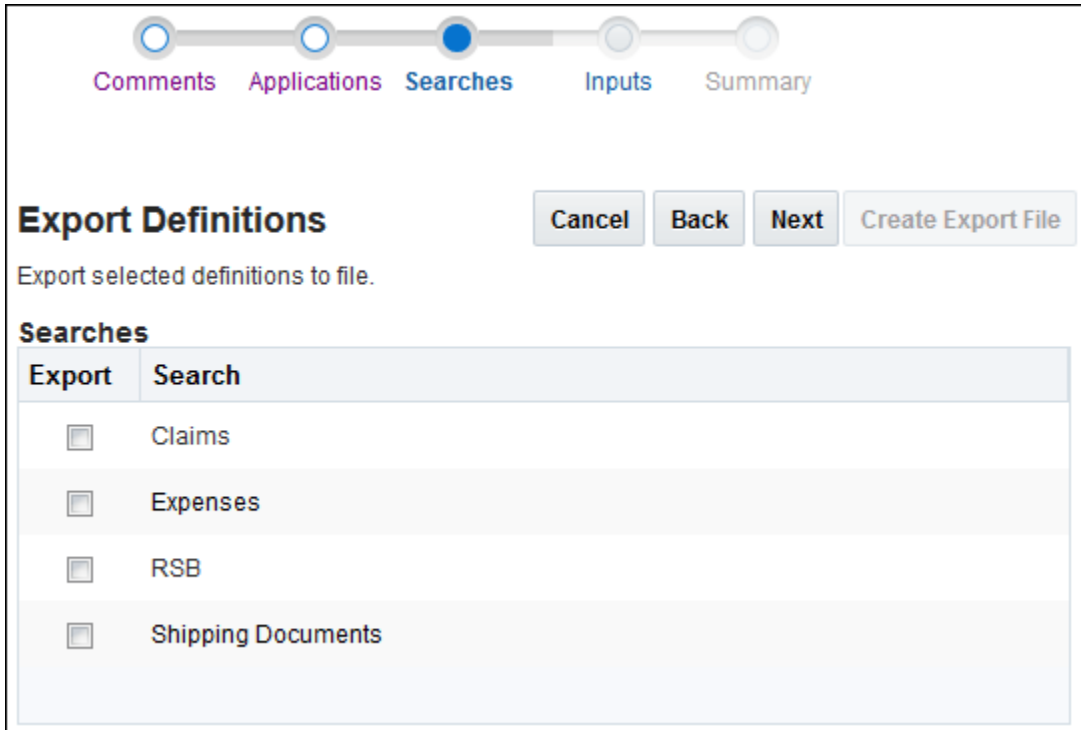 Comments Applications Searches Inputs Summary
Export Definitions Cancel Back Next Create Export File
Export selected definitions to file.
Searches
Export Search
Claims
Expenses
RSB
Shipping Documents